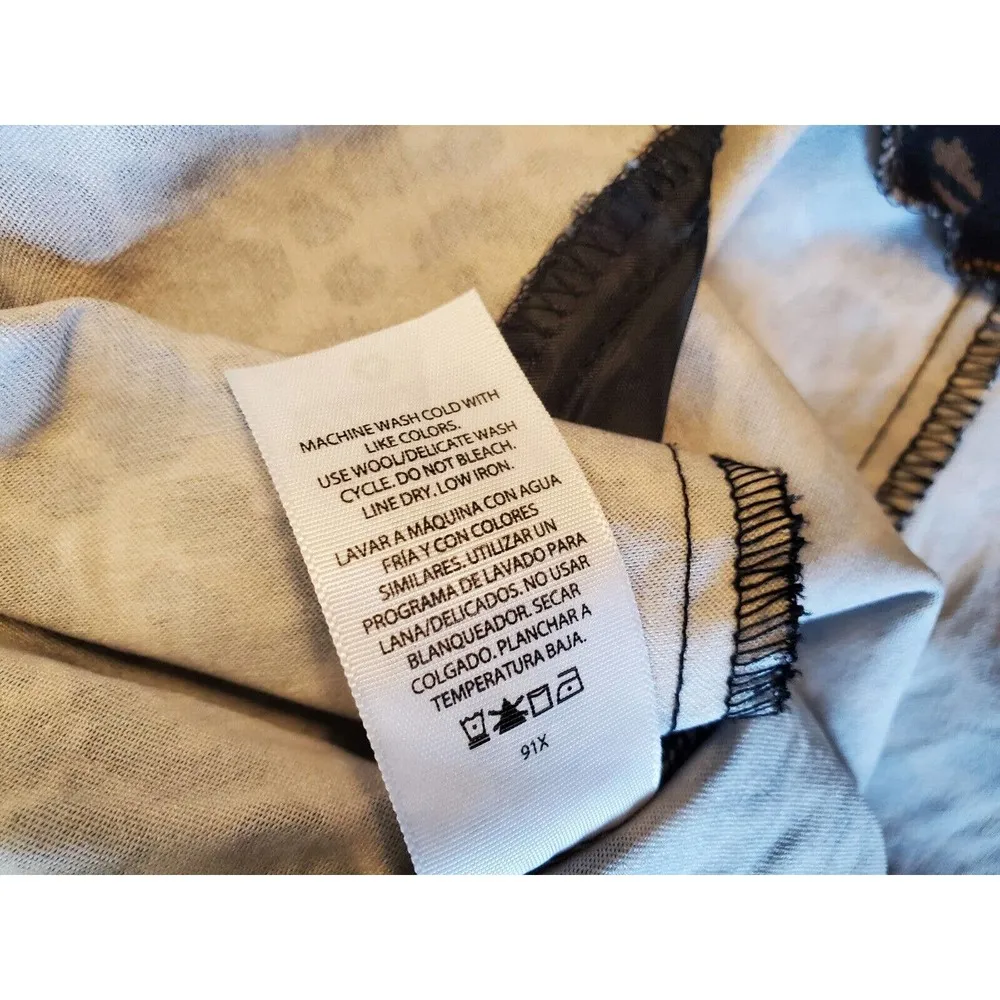 MACHINE WASH COLD WITH
LIKE COLORS.
USE WOOL/DELICATE WASH
CYCLE. DO NOT BLEACH.
LINE DRY. LOW IRON.
LAVAR A MÁQUINA CON AGUA
FRÍA Y CON COLORES
SIMILARES. UTILIZAR UN
PROGRAMA DE LAVADO PARA
LANA/DELICADOS. NO USAR
BLANQUEADOR. SECAR
COLGADO. PLANCHAR A
TEMPERATURA BAJA.
91X